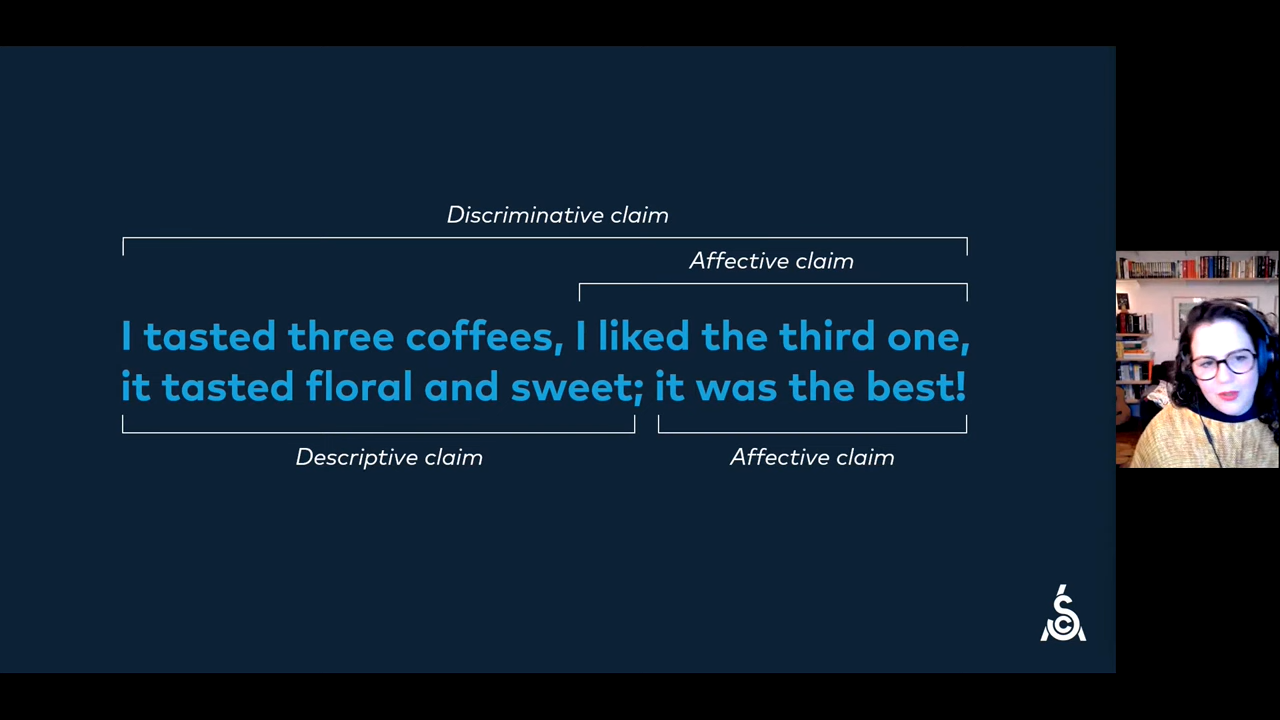 Discriminative claim
Affective claim
I tasted three coffees, I liked the third one,
it tasted floral and sweet; it was the best!
Descriptive claim
Affective claim
SCA